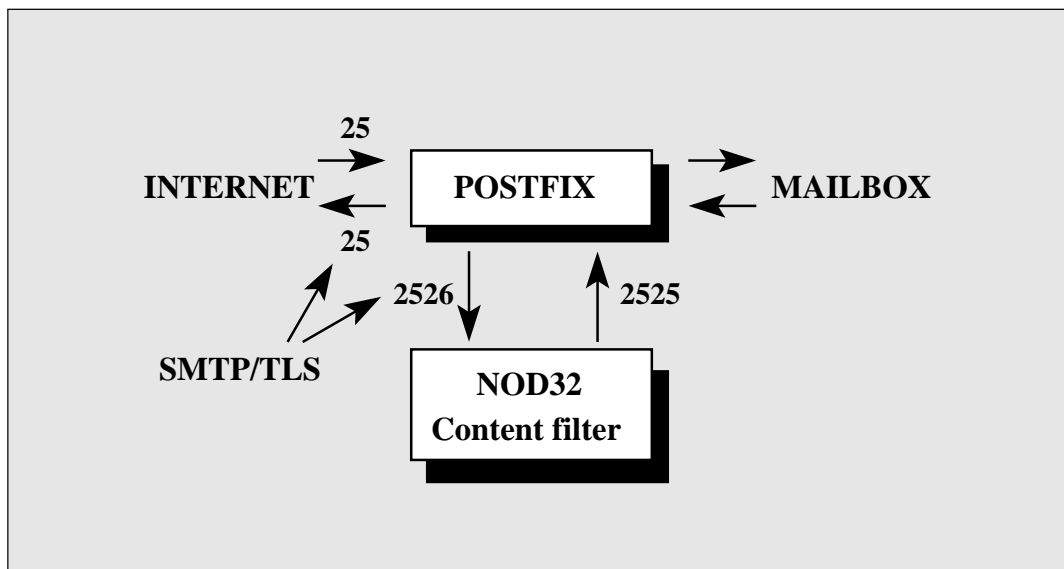 25
INTERNET
POSTFIX
MAILBOX
25
2526
2525
SMTP/TLS
NOD32
Content filter